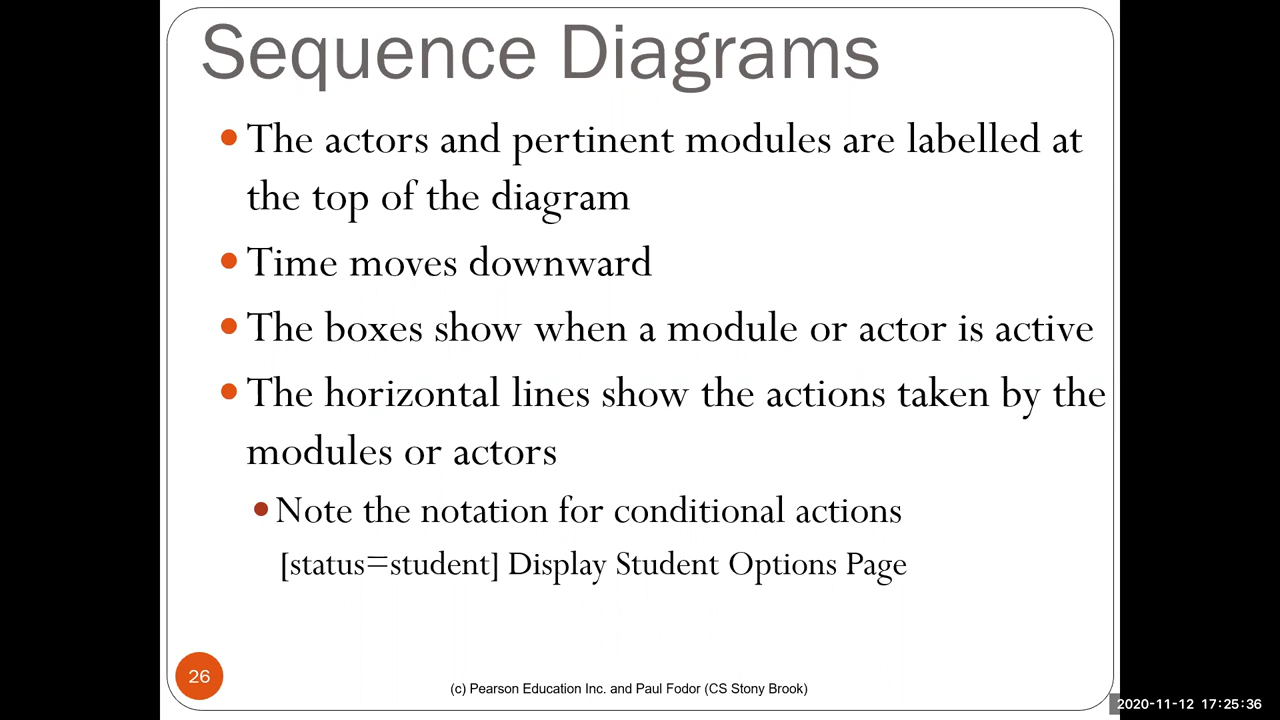 Sequence Diagrams
The actors and pertinent modules are labelled at
the top of the diagram
Time moves downward
The boxes show when a module or actor is active
The horizontal lines show the actions taken by the
modules or actors
Note the notation for conditional actions
[status=student] Display Student Options Page
26
(c) Pearson Education Inc. and Paul Fodor (CS Stony Brook)
2020-11-12 17:25:36